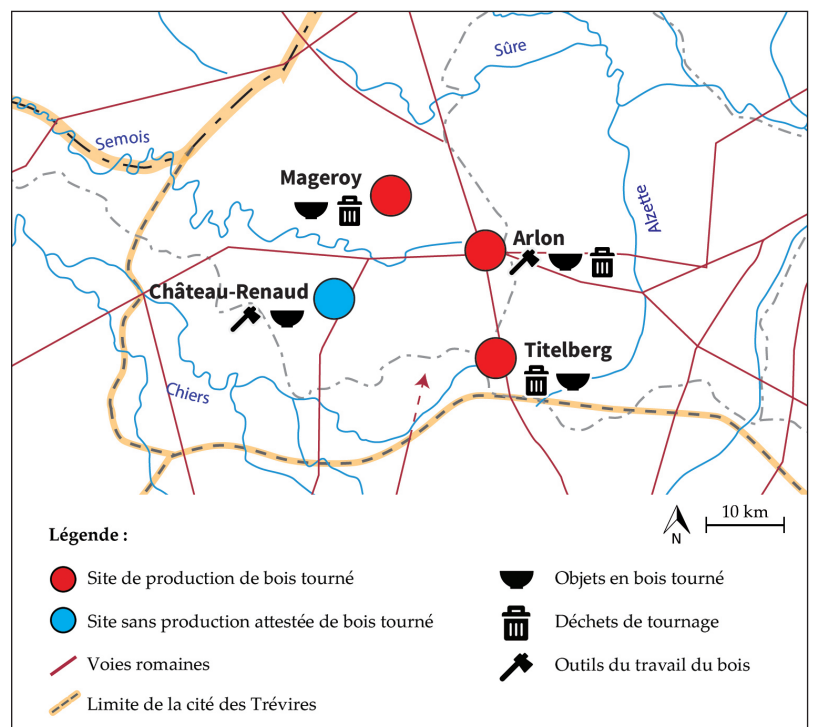 Sûre
Semois
Mageroy
Alzette
Arlon
Château-Renaud
Titelberg
Chiers
10 km
N
Légende :
Site de production de bois tourné
Site sans production attestée de bois tourné
Voies romaines
Limite de la cité des Trévires
Objets en bois tourné
Déchets de tournage
Outils du travail du bois